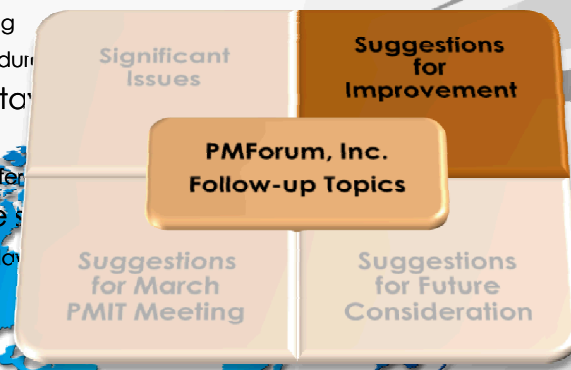 g
Significant
Issues
Suggestions
for
Improvement
PMForum, Inc.
Follow-up Topics
Suggestions
for March
PMIT Meeting
Suggestions
for Future
Consideration